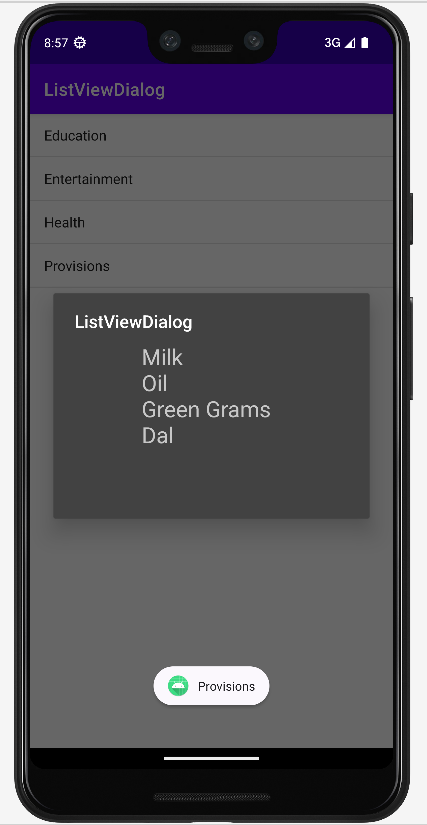 8:57
3G
ListViewDialog
Education
Entertainment
Health
Provisions
ListViewDialog
Milk
Oil
Green Grams
Dal
Provisions